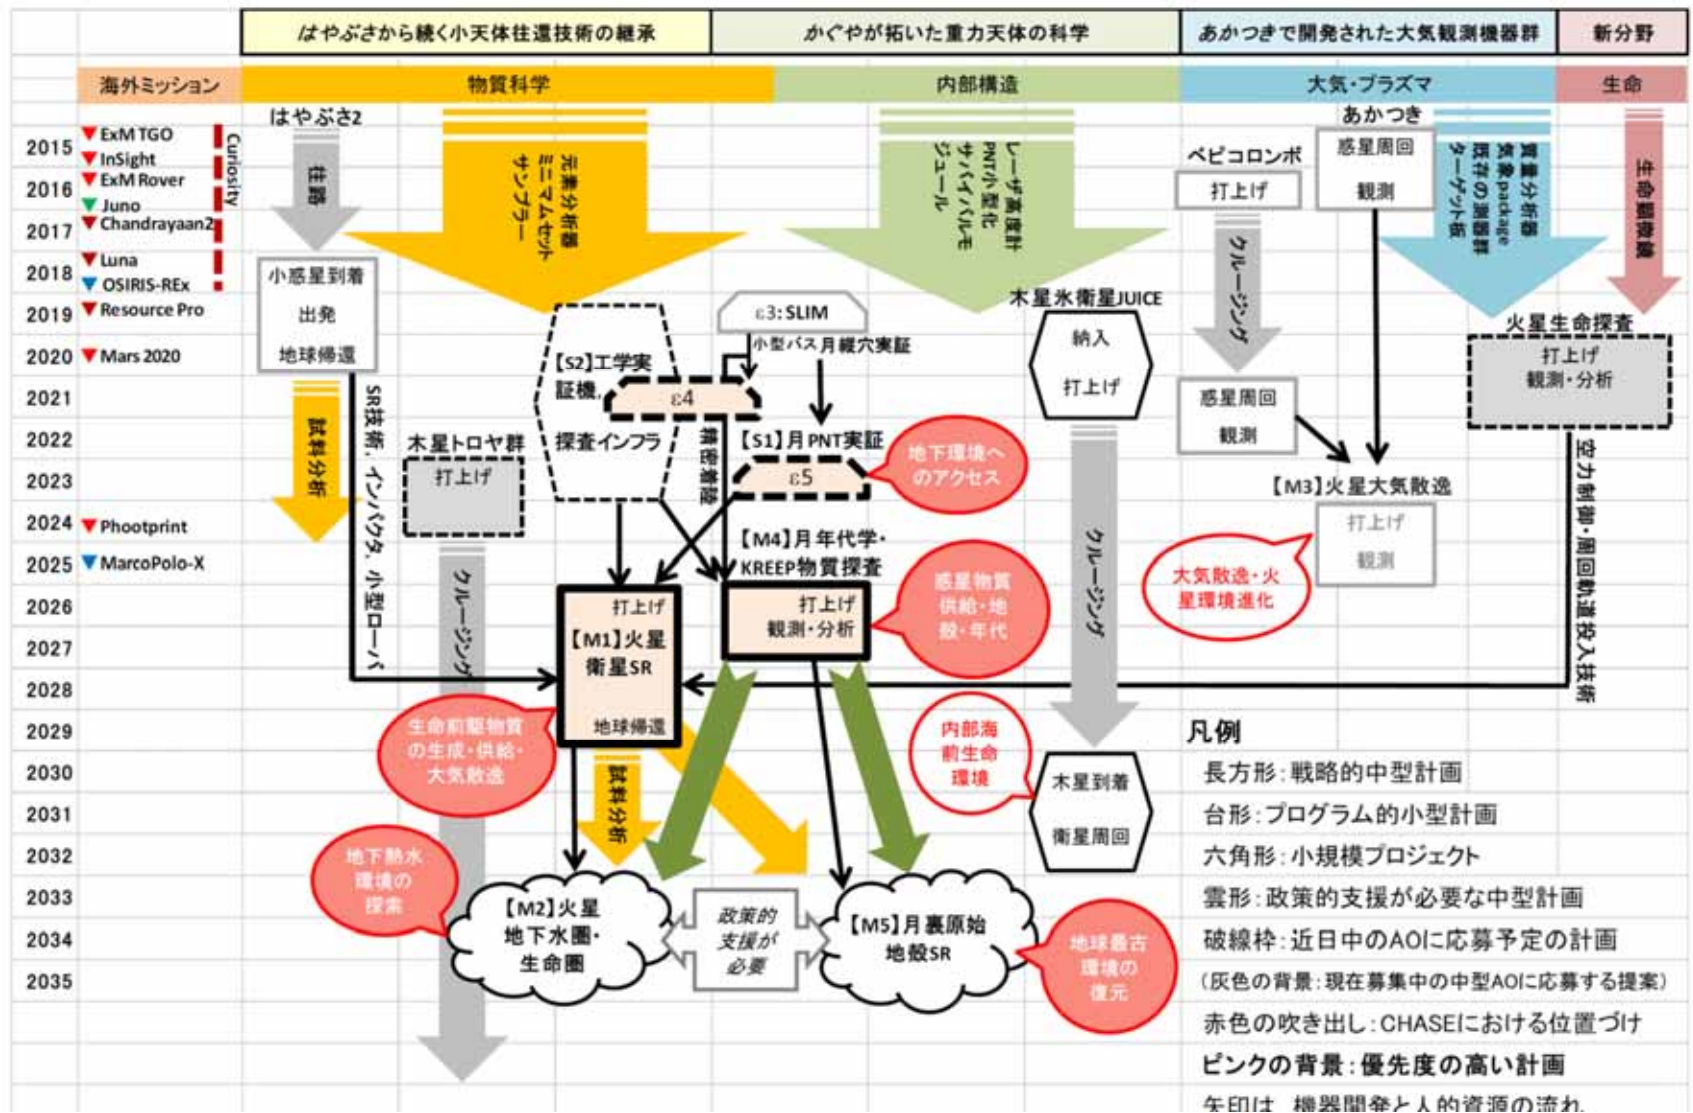 はやぶさから続く小天体往還技術の継承
かぐやが拓いた重力天体の科学
あかつきで開発された大気観測機器群
新分野
海外ミッション
物質科学
内部構造
大気・プラズマ
生命
2015
2016
2017
2018
2019
2020
2021
2022
2023
2024
2025
2026
2027
2028
2029
2030
2031
2032
2033
2034
2035
ExM TGO
InSight
ExM Rover
Juno
Chandrayaan2
Luna
OSIRIS-REx
Resource Pro
Mars 2020
Phootprint
MarcoPolo-X
Curiosity
はやぶさ2
往路
小惑星到着
出発
地球帰還
試料分析
SR技術，インパクタ，小型ローバ
木星トロヤ群
打上げ
クルージング
元素分析器
ミニマムセット
サンプラー
【S2】工学実
証機，
探査インフラ
ε4
ε3: SLIM
小型バス
月縦穴実証
精密着陸
【S1】月PNT実証
ε5
地下環境へ
のアクセス
レーザ高度計
PNT小型化
サバイバルモ
ジュール
【M4】月年代学・
KREEP物質探査
打上げ
観測・分析
惑星物質
供給・地
殻・年代
打上げ
【M1】火星
衛星SR
地球帰還
生命前駆物質
の生成・供給・
大気散逸
試料分析
地下熱水
環境の
探索
【M2】火星
地下水圏・
生命圏
政策的
支援が
必要
【M5】月裏原始
地殻SR
地球最古
環境の
復元
木星氷衛星JUICE
納入
打上げ
クルージング
内部海
前生命
環境
木星到着
衛星周回
ベピコロンボ
打上げ
クルージング
惑星周回
観測
あかつき
惑星周回
観測
質量分析器
気象package
既存の測器群
ターゲット板
【M3】火星大気散逸
打上げ
観測
大気散逸・火
星環境進化
生命顕微鏡
火星生命探査
打上げ
観測・分析
空力制御・周回軌道投入技術
凡例
長方形：戦略的中型計画
台形：プログラム的小型計画
六角形：小規模プロジェクト
雲形：政策的支援が必要な中型計画
破線枠：近日中のAOに応募予定の計画
（灰色の背景：現在募集中の中型AOに応募する提案）
赤色の吹き出し：CHASEにおける位置づけ
ピンクの背景：優先度の高い計画
矢印は，機器開発と人的資源の流れ